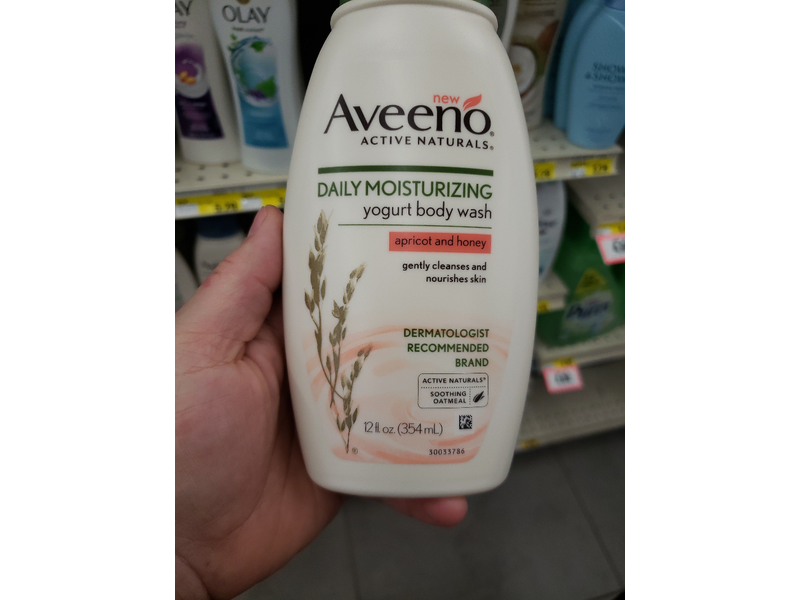 OLAY
new
Aveeno®
ACTIVE NATURALS®
DAILY MOISTURIZING
yogurt body wash
apricot and honey
gently cleanses and
nourishes skin
DERMATOLOGIST
RECOMMENDED
BRAND
ACTIVE NATURALS®
SOOTHING
OATMEAL
12 fl. oz. (354 mL)
30033786